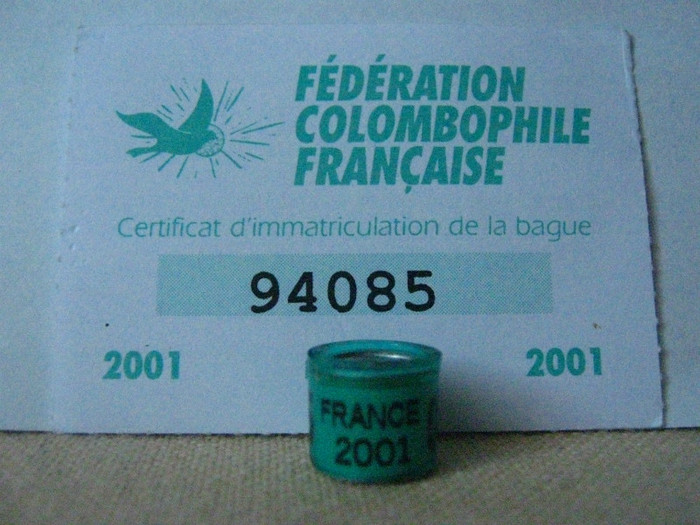 FÉDÉRATION
COLOMBOPHILE
FRANÇAISE
Certificat d'immatriculation de la bague
94085
2001 2001
FRANCE
2001